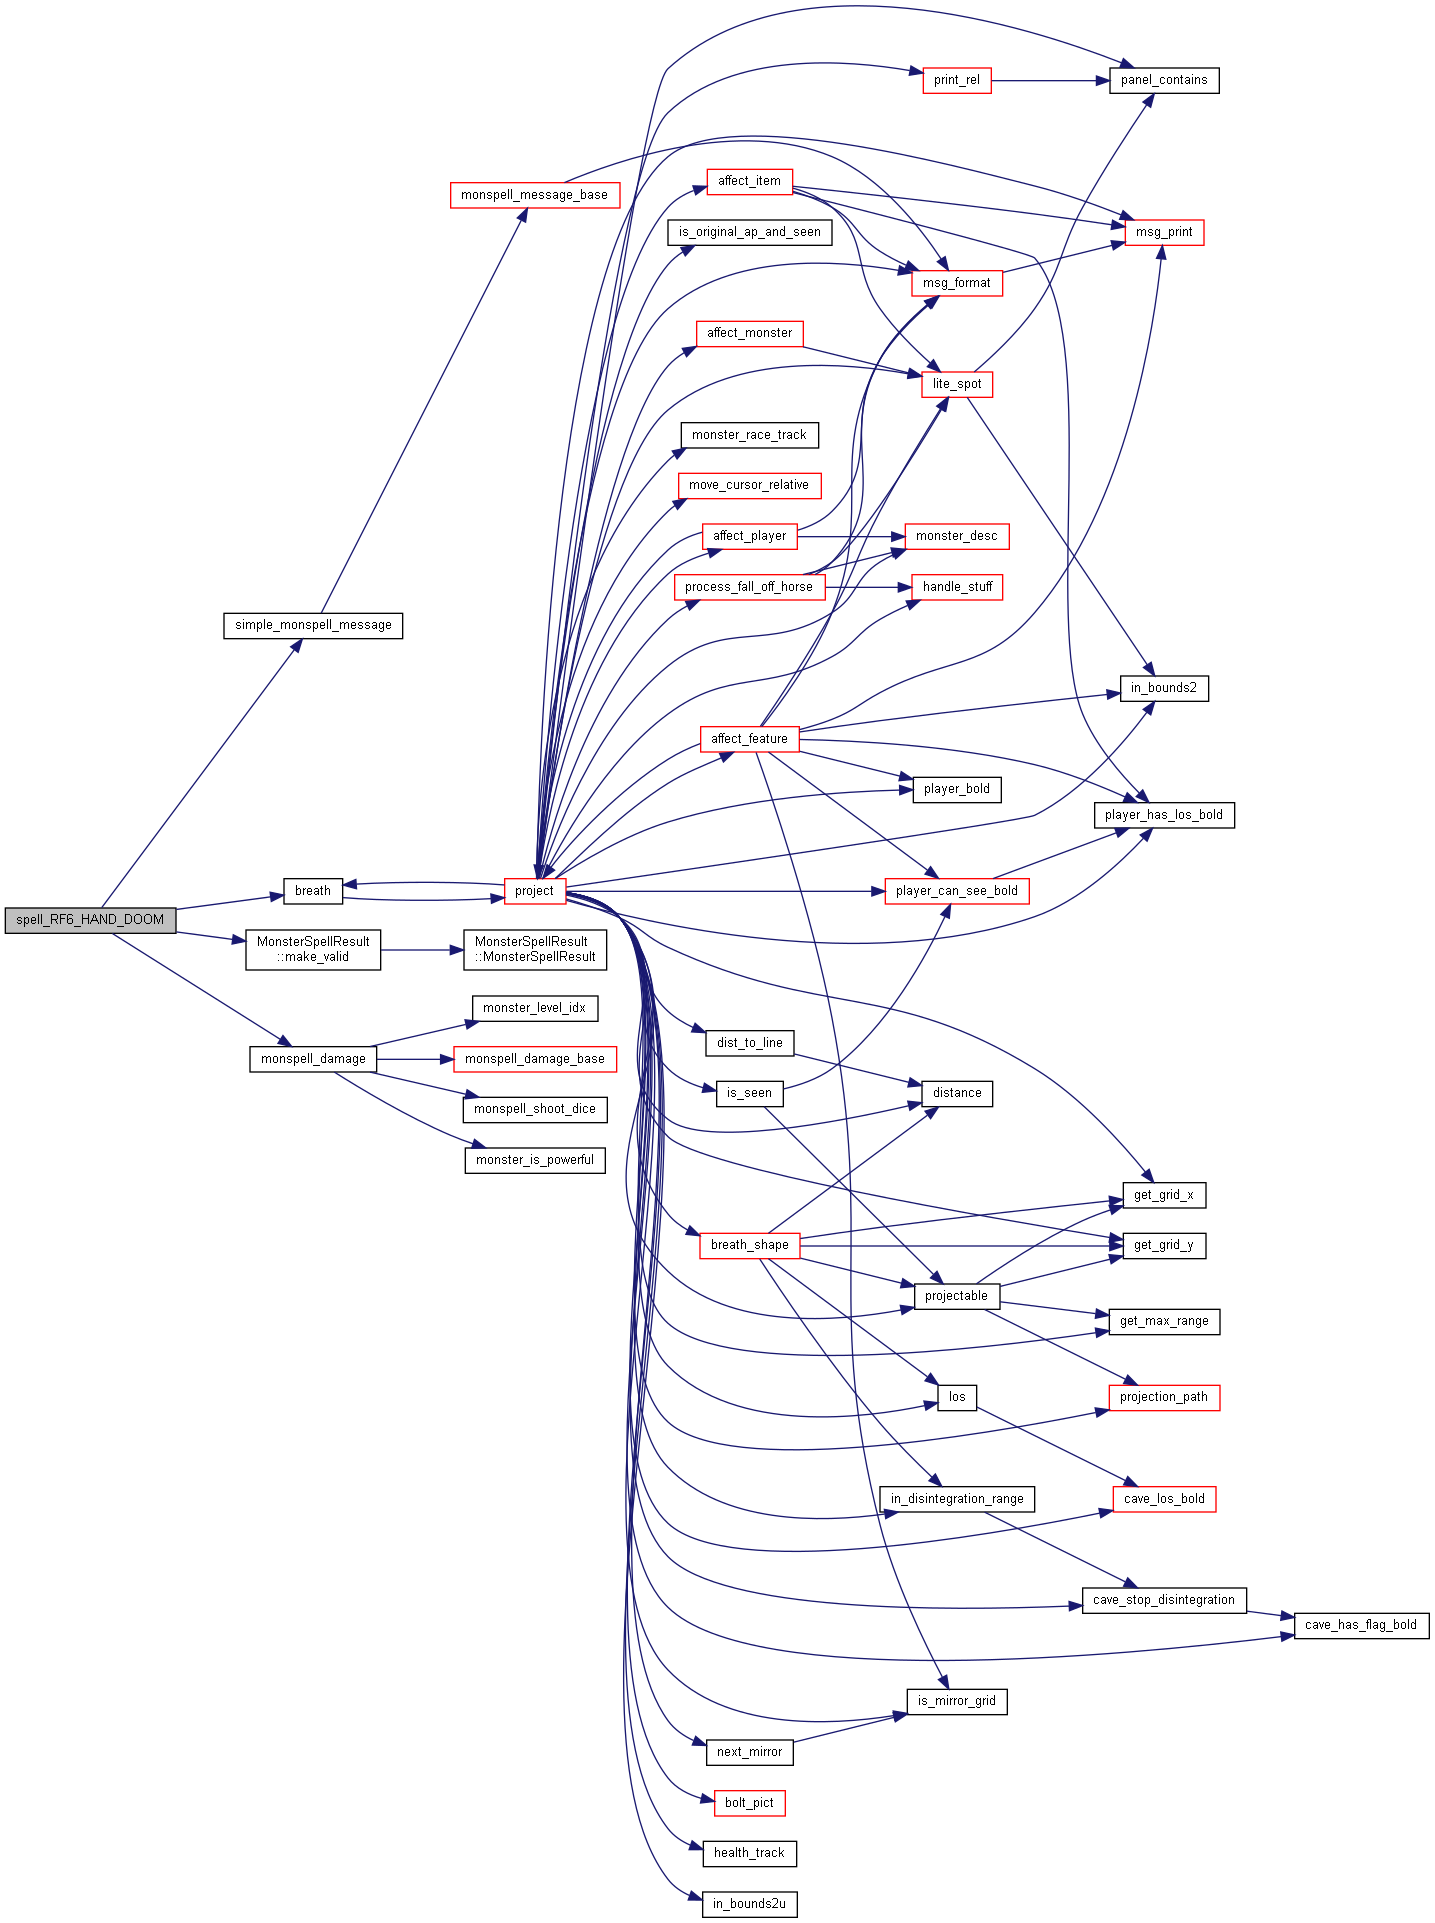 print_rel
panel_contains
affect_item
monspell_message_base
is_original_ap_and_seen
msg_print
msg_format
affect_monster
lite_spot
monster_race_track
move_cursor_relative
affect_player
monster_desc
process_fall_off_horse
handle_stuff
simple_monspell_message
in_bounds2
affect_feature
player_bold
player_has_los_bold
breath
project
player_can_see_bold
spell_RF6_HAND_DOOM
MonsterSpellResult
::make_valid
MonsterSpellResult
::MonsterSpellResult
monster_level_idx
dist_to_line
monspell_damage
monspell_damage_base
is_seen
distance
monspell_shoot_dice
monster_is_powerful
get_grid_x
breath_shape
get_grid_y
projectable
get_max_range
los
projection_path
in_disintegration_range
cave_los_bold
cave_stop_disintegration
cave_has_flag_bold
is_mirror_grid
next_mirror
bolt_pict
health_track
in_bounds2u